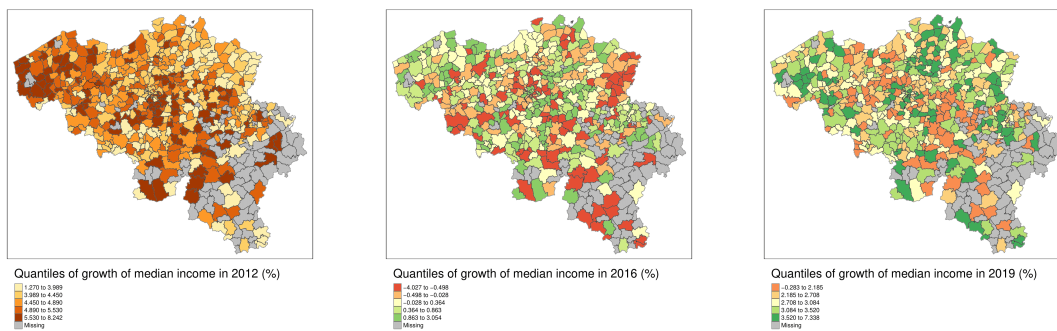 Quantiles of growth of median income in 2012 (%)
1.270 to 3.989
3.989 to 4.450
4.450 to 4.890
4.890 to 5.530
5.530 to 8.242
Missing
Quantiles of growth of median income in 2016 (%)
−4.027 to −0.498
−0.498 to −0.028
−0.028 to 0.364
0.364 to 0.863
0.863 to 3.054
Missing
Quantiles of growth of median income in 2019 (%)
−0.283 to 2.185
2.185 to 2.708
2.708 to 3.084
3.084 to 3.520
3.520 to 7.338
Missing